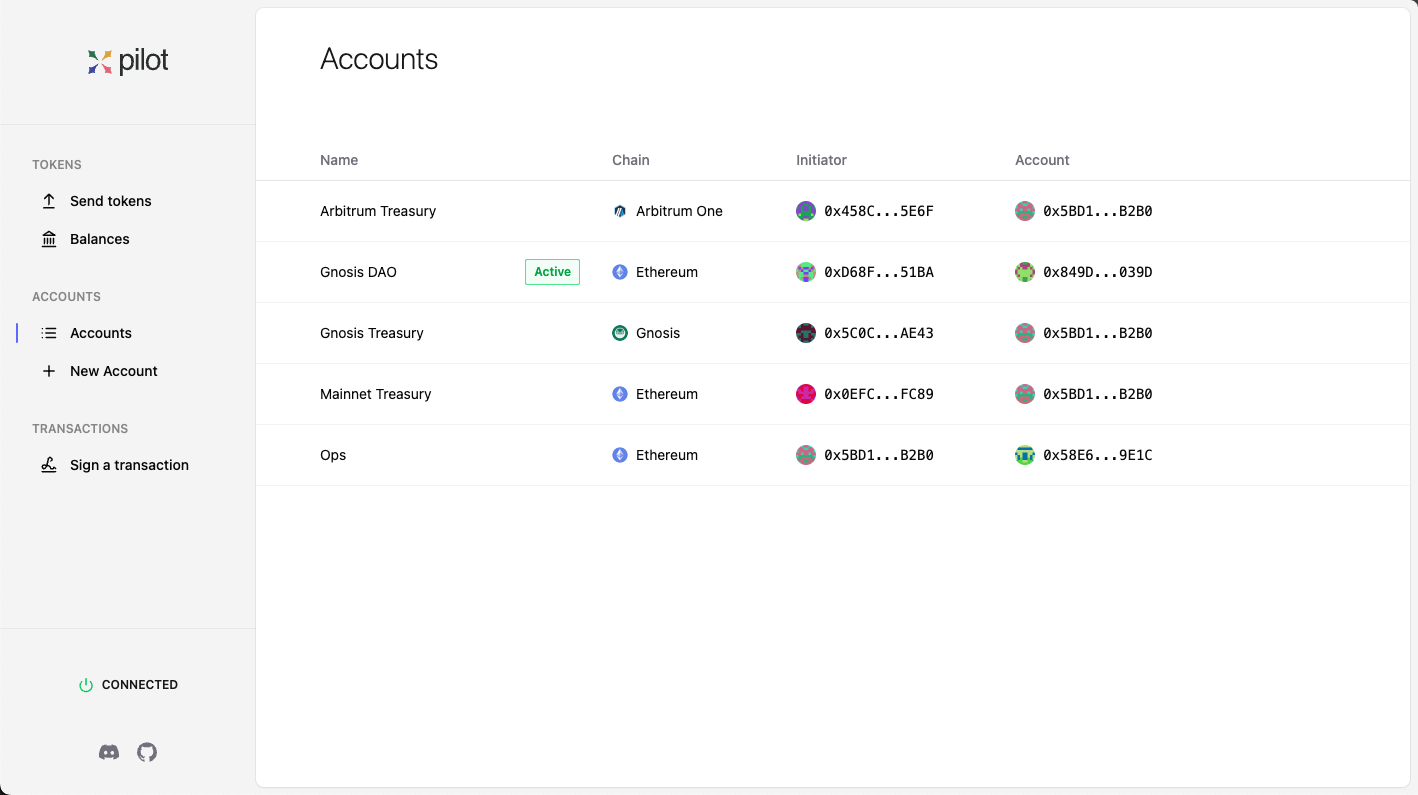 pilot
TOKENS
Send tokens
Balances
ACCOUNTS
Accounts
New Account
TRANSACTIONS
Sign a transaction
CONNECTED
Accounts
Name Chain Initiator Account
Arbitrum Treasury Arbitrum One 0x458C...5E6F 0x5BD1...B2B0
Gnosis DAO Active Ethereum 0xD68F...51BA 0x849D...039D
Gnosis Treasury Gnosis 0x5C0C...AE43 0x5BD1...B2B0
Mainnet Treasury Ethereum 0x0EFC...FC89 0x5BD1...B2B0
Ops Ethereum 0x5BD1...B2B0 0x58E6...9E1C